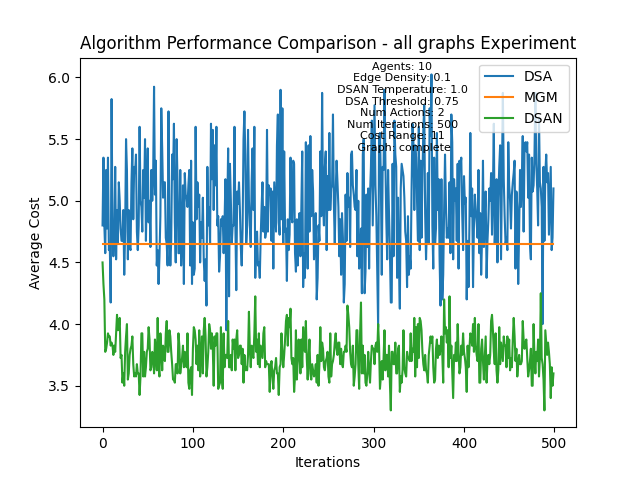 Algorithm Performance Comparison - all graphs Experiment
Agents: 10
Edge Density: 0.1
DSAN Temperature: 1.0
DSA Threshold: 0.75
Num Actions: 2
Num Iterations: 500
Cost Range: 11
Graph: complete
DSA
MGM
DSAN
Average Cost
6.0
5.5
5.0
4.5
4.0
3.5
0
100
200
300
400
500
Iterations